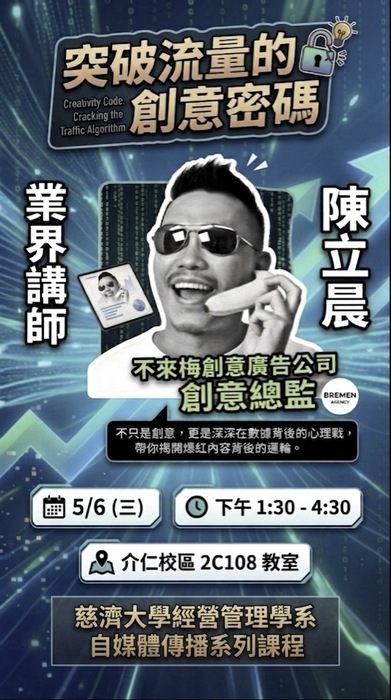 突破流量的
Creativity Code:
Cracking the
Traffic Algorithm
創意密碼
業界講師
陳立晨
不來梅創意廣告公司
創意總監
BREMEN
AGENCY
不只是創意，更是深深在數據背後的心理戰，
帶你揭開爆紅內容背後的邏輯。
5/6 (三)
下午 1:30 - 4:30
介仁校區 2C108 教室
慈濟大學經營管理學系
自媒體傳播系列課程